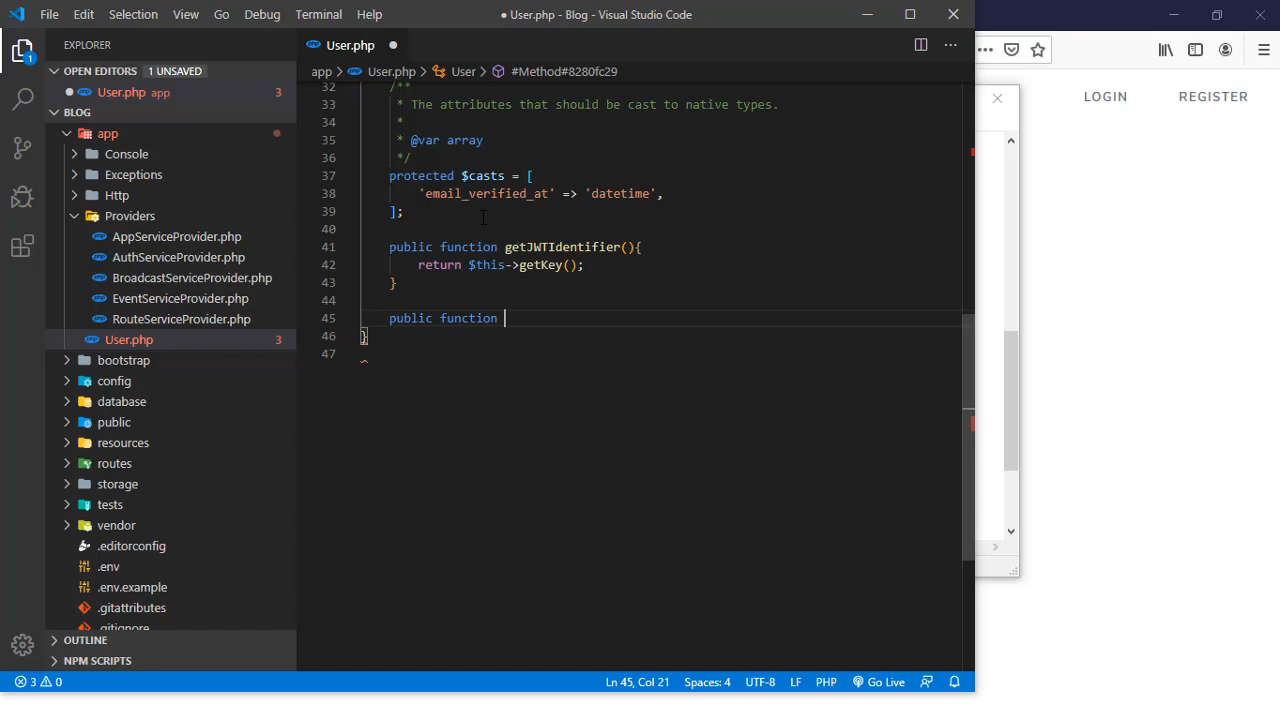 File Edit Selection View Go Debug Terminal Help
● User.php - Blog - Visual Studio Code
EXPLORER
OPEN EDITORS 1 UNSAVED
User.php app 3
BLOG
app
Console
Exceptions
Http
Providers
AppServiceProvider.php
AuthServiceProvider.php
BroadcastServiceProvider.php
EventServiceProvider.php
RouteServiceProvider.php
User.php 3
bootstrap
config
database
public
resources
routes
storage
tests
vendor
.editorconfig
.env
.env.example
.gitattributes
.gitignore
OUTLINE
NPM SCRIPTS
1
User.php
app > User.php > User > #Method#8280fc29
32 /**
33 * The attributes that should be cast to native types.
34 *
35 * @var array
36 */
37 protected $casts = [
38 'email_verified_at' => 'datetime',
39 ];
40
41 public function getJWTIdentifier(){
42 return $this->getKey();
43 }
44
45 public function
46 }
47
3 0
Ln 45, Col 21 Spaces: 4 UTF-8 LF PHP Go Live
LOGIN REGISTER